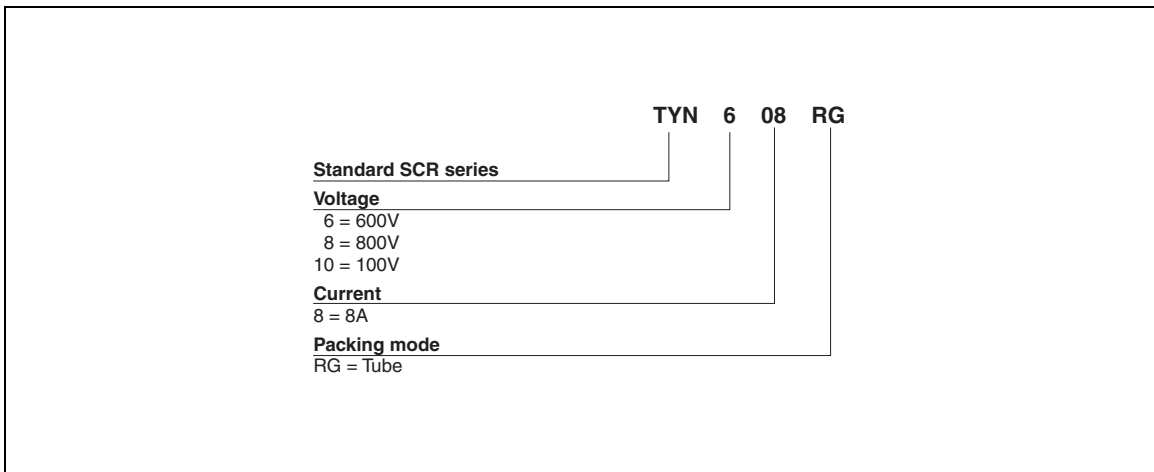 TYN 6 08 RG
Standard SCR series
Voltage
6 = 600V
8 = 800V
10 = 100V
Current
8 = 8A
Packing mode
RG = Tube